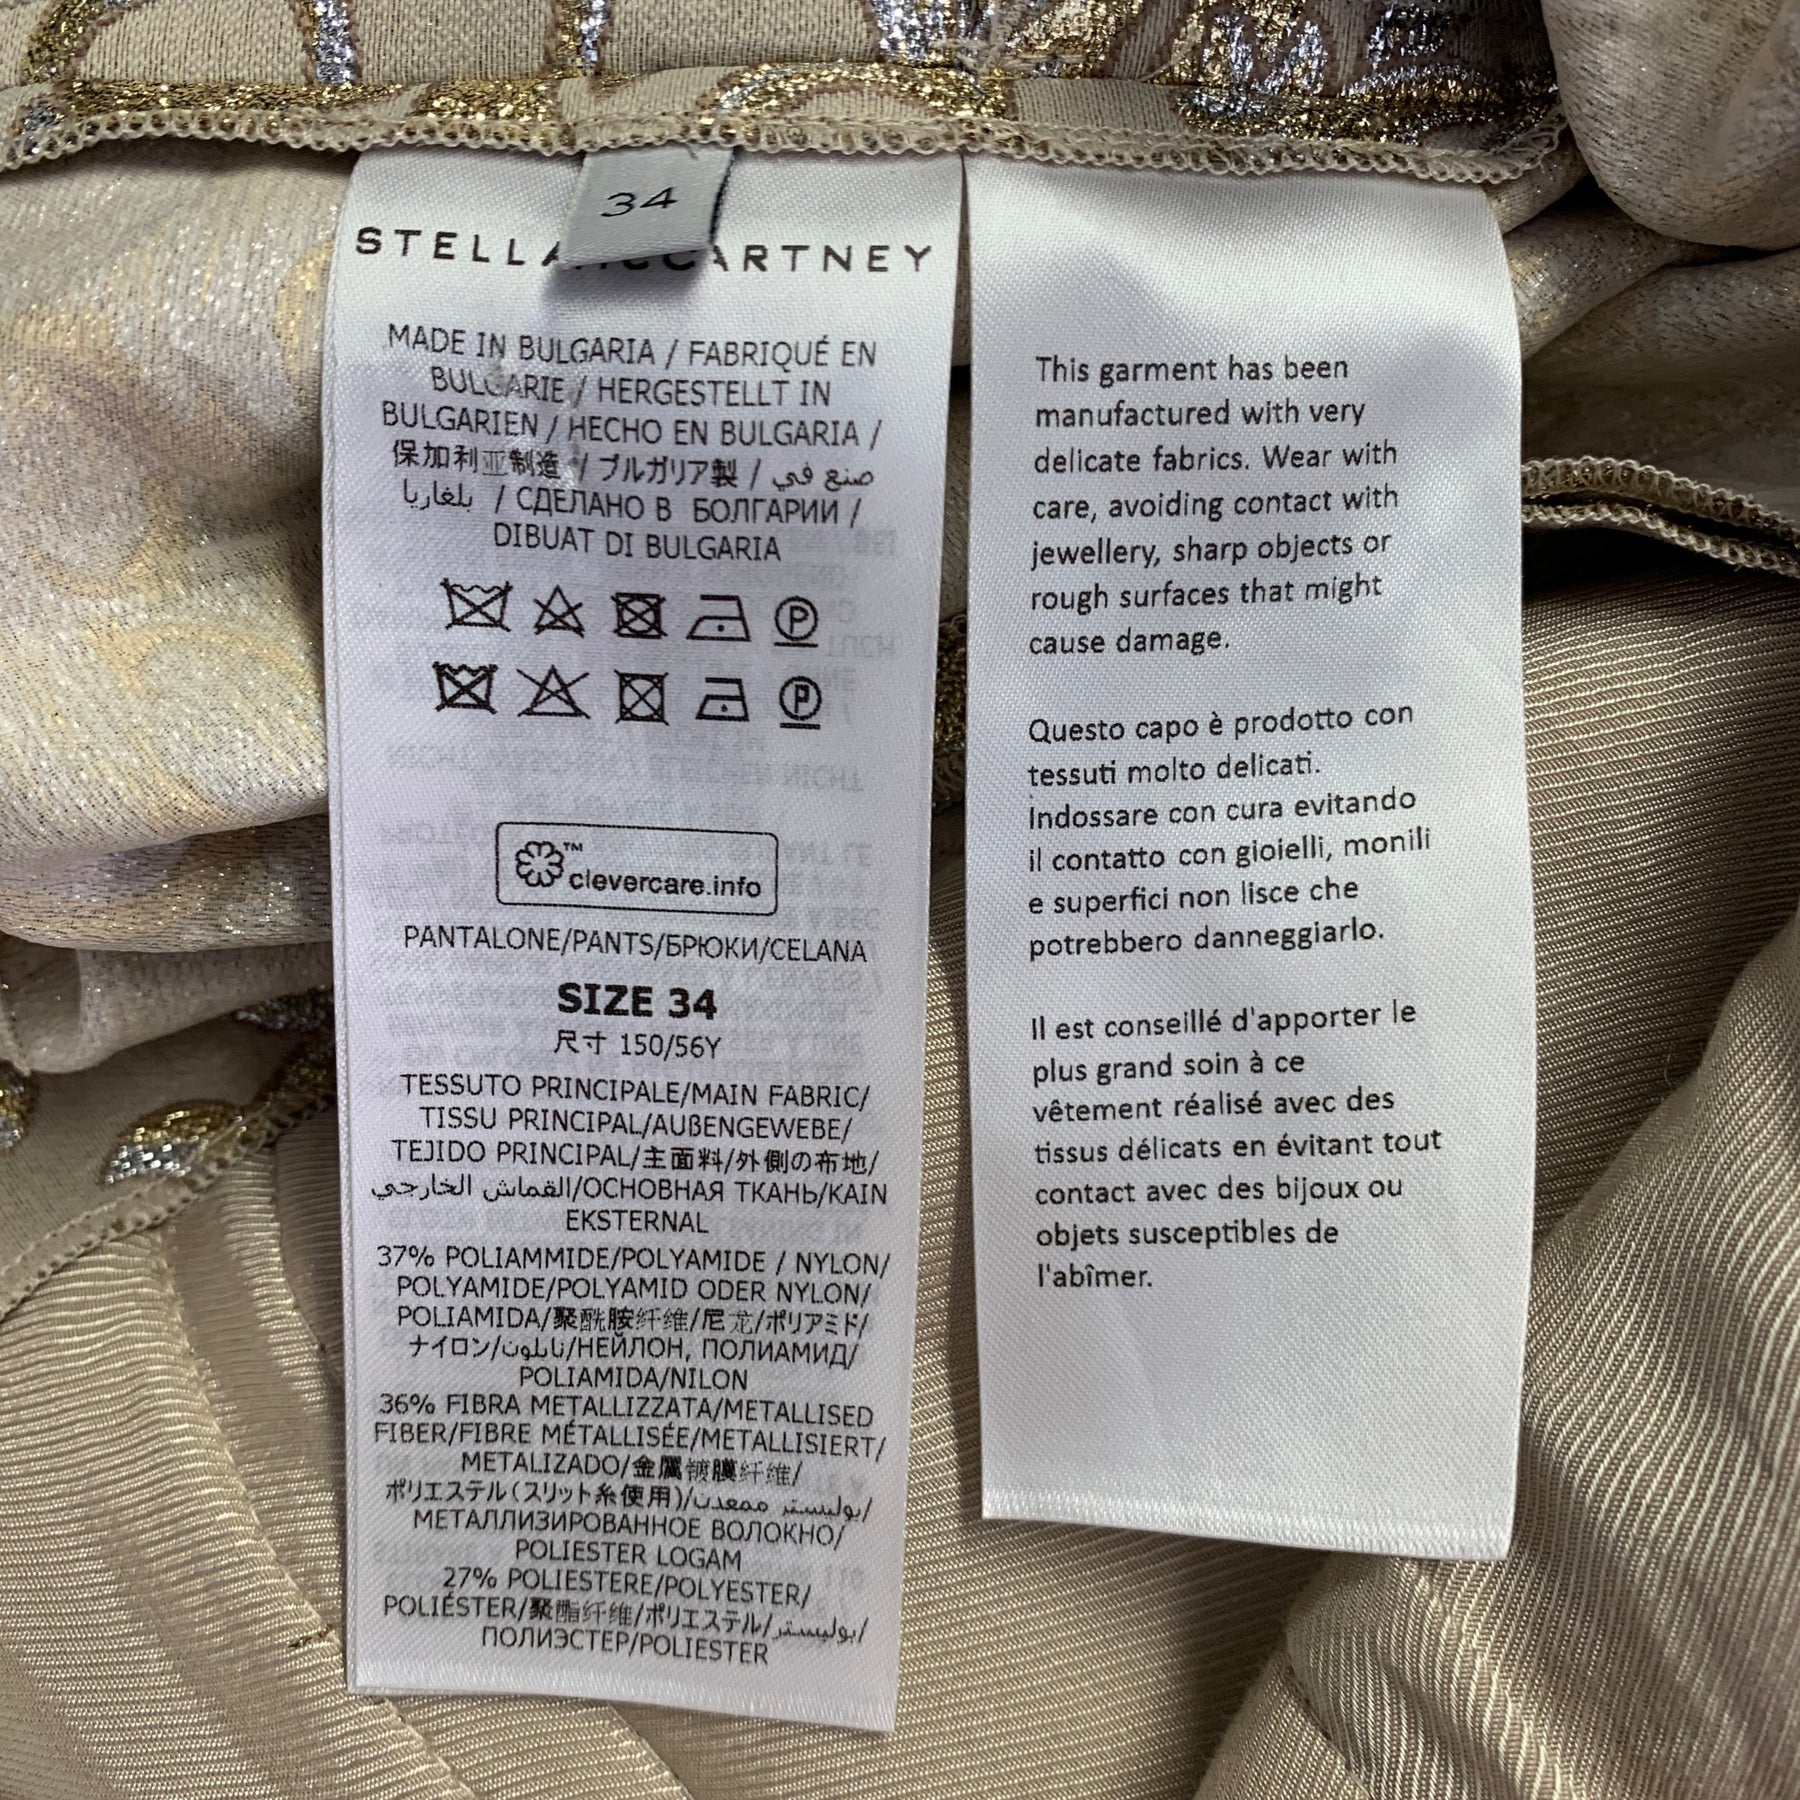 34
STELLA McCARTNEY
MADE IN BULGARIA / FABRIQUÉ EN
BULGARIE / HERGESTELLT IN
BULGARIEN / HECHO EN BULGARIA /
保加利亚制造 / ブルガリア製 / صنع في
بلغاريا / СДЕЛАНО В БОЛГАРИИ /
DIBUAT DI BULGARIA
P
P
™
clevercare.info
PANTALONE/PANTS/БРЮКИ/CELANA
SIZE 34
尺寸 150/56Y
TESSUTO PRINCIPALE/MAIN FABRIC/
TISSU PRINCIPAL/AUßENGEWEBE/
TEJIDO PRINCIPAL/主面料/外側の布地/
القماش الخارجي/ОСНОВНАЯ ТКАНЬ/KAIN
EKSTERNAL
37% POLIAMMIDE/POLYAMIDE / NYLON/
POLYAMIDE/POLYAMID ODER NYLON/
POLIAMIDA/聚酰胺纤维/尼龙/ポリアミド/
ナイロン/نايلون/НЕЙЛОН, ПОЛИАМИД/
POLIAMIDA/NILON
36% FIBRA METALLIZZATA/METALLISED
FIBER/FIBRE MÉTALLISÉE/METALLISIERT/
METALIZADO/金属镀膜纤维/
ポリエステル(スリット糸使用)/بوليستر ممعدن/
МЕТАЛЛИЗИРОВАННОЕ ВОЛОКНО/
POLIESTER LOGAM
27% POLIESTERE/POLYESTER/
POLIÉSTER/聚酯纤维/ポリエステル/بوليستر/
ПОЛИЭСТЕР/POLIESTER
This garment has been
manufactured with very
delicate fabrics. Wear with
care, avoiding contact with
jewellery, sharp objects or
rough surfaces that might
cause damage.
Questo capo è prodotto con
tessuti molto delicati.
Indossare con cura evitando
il contatto con gioielli, monili
e superfici non lisce che
potrebbero danneggiarlo.
Il est conseillé d'apporter le
plus grand soin à ce
vêtement réalisé avec des
tissus délicats en évitant tout
contact avec des bijoux ou
objets susceptibles de
l'abîmer.